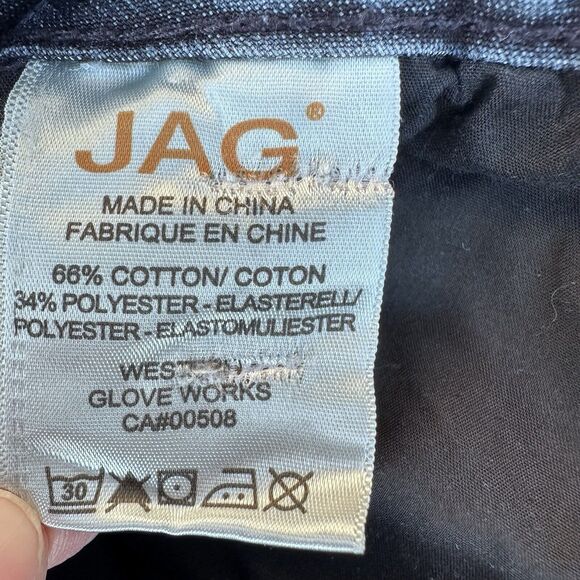 JAG®
MADE IN CHINA
FABRIQUE EN CHINE
66% COTTON/ COTON
34% POLYESTER - ELASTERELL/
POLYESTER - ELASTOMULIESTER
GLOVE WORKS
CA#00508
30